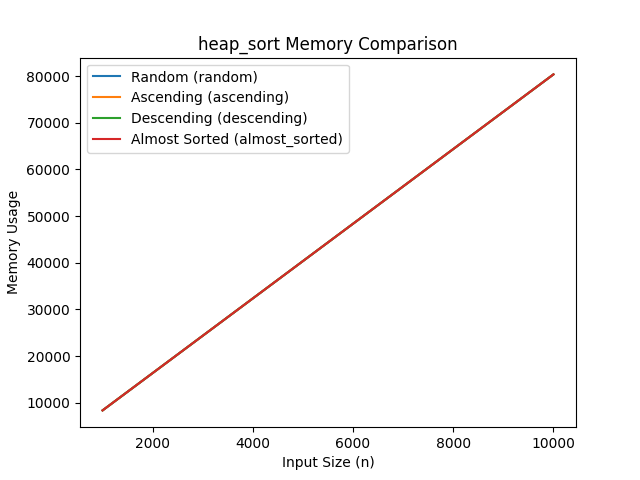 heap_sort Memory Comparison
Random (random)
Ascending (ascending)
Descending (descending)
Almost Sorted (almost_sorted)
Memory Usage
80000
70000
60000
50000
40000
30000
20000
10000
2000 4000 6000 8000 10000
Input Size (n)